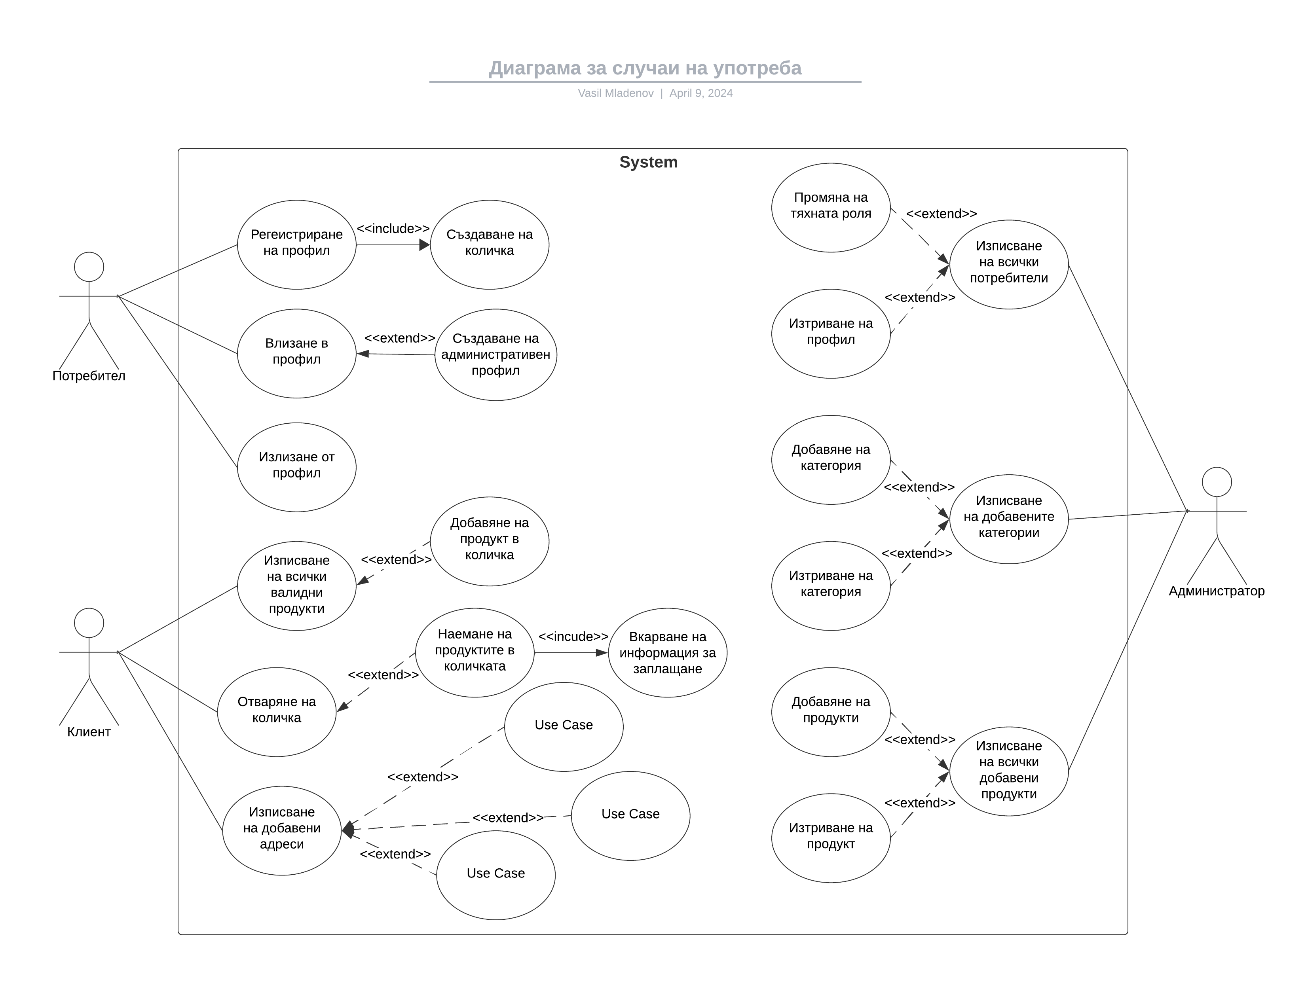 Диаграма за случаи на употреба
Vasil Mladenov | April 9, 2024
System
Регеистриране
на профил
<<include>>
Създаване на
количка
Влизане в
профил
<<extend>>
Създаване на
административен
профил
Излизане от
профил
Потребител
Изписване
на всички
валидни
продукти
<<extend>>
Добавяне на
продукт в
количка
Отваряне на
количка
<<extend>>
Наемане на
продуктите в
количката
<<incude>>
Вкарване на
информация за
заплащане
Изписване
на добавени
адреси
<<extend>>
Use Case
<<extend>>
Use Case
<<extend>>
Use Case
Клиент
Промяна на
тяхната роля
<<extend>>
Изписване
на всички
потребители
<<extend>>
Изтриване на
профил
Добавяне на
категория
<<extend>>
Изписване
на добавените
категории
<<extend>>
Изтриване на
категория
Добавяне на
продукти
<<extend>>
Изписване
на всички
добавени
продукти
<<extend>>
Изтриване на
продукт
Администратор